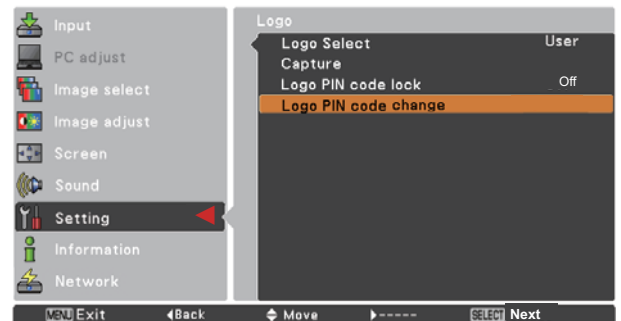 Input
PC adjust
Image select
Image adjust
Screen
Sound
Setting
Information
Network
Logo
Logo Select User
Capture
Logo PIN code lock Off
Logo PIN code change
MENU Exit ◀Back Move ▶----- SELECT Next